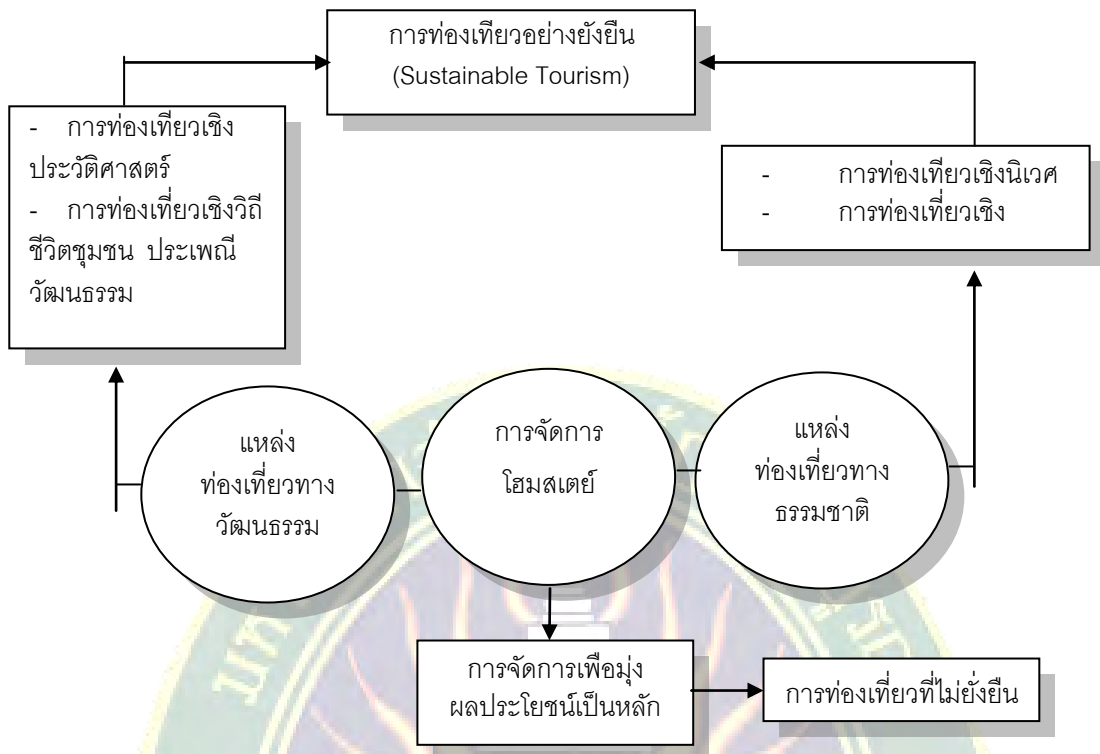 การท่องเทียวอย่างยังยืน
(Sustainable Tourism)
- การท่องเทียวเชิง
ประวัติศาสตร์
- การท่องเที่ยวเชิงวิถี
ชีวิตชุมชน ประเพณี
วัฒนธรรม
- การท่องเทียวเชิงนิเวศ
- การท่องเที่ยวเชิง
แหล่ง
ท่องเที่ยวทาง
วัฒนธรรม
การจัดการ
โฮมสเตย์
แหล่ง
ท่องเที่ยวทาง
ธรรมชาติ
การจัดการเพือมุ่ง
ผลประโยชน์เป็นหลัก
การท่องเที่ยวที่ไม่ยั่งยืน